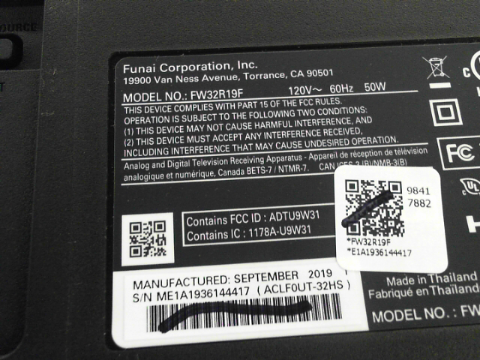 Funai Corporation, Inc.
19900 Van Ness Avenue, Torrance, CA 90501
MODEL NO.: FW32R19F 120V~ 60Hz 50W
THIS DEVICE COMPLIES WITH PART 15 OF THE FCC RULES.
OPERATION IS SUBJECT TO THE FOLLOWING TWO CONDITIONS:
(1) THIS DEVICE MAY NOT CAUSE HARMFUL INTERFERENCE, AND
(2) THIS DEVICE MUST ACCEPT ANY INTERFERENCE RECEIVED,
INCLUDING INTERFERENCE THAT MAY CAUSE UNDESIRED OPERATION.
Analog and Digital Television Receiving Apparatus - Appareil de réception de télévision
analogique et numérique, Canada BETS-7 / NTMR-7. CAN
FC
UL
9841
7882
Contains FCC ID : ADTU9W31
Contains IC : 1178A-U9W31
*FW32R19F
*E1A1936144417
MANUFACTURED: SEPTEMBER 2019
S/N ME1A1936144417 ( ACLF0UT-32HS )
Made in Thailand
Fabriqué en Thaïland
MODEL NO.: FW